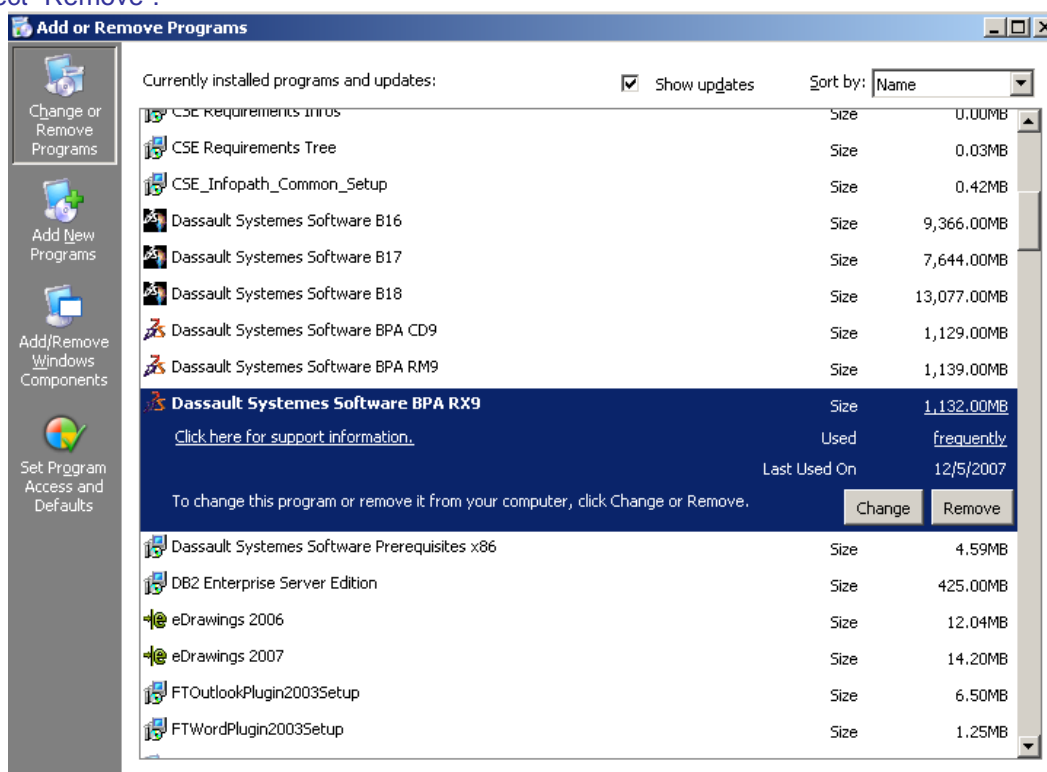 ect "Remove".
Add or Remove Programs
Change or
Remove
Programs
Add New
Programs
Add/Remove
Windows
Components
Set Program
Access and
Defaults
Currently installed programs and updates:
Show updates
Sort by: Name
CSE Requirements Infos Size 0.00MB
CSE Requirements Tree Size 0.03MB
CSE_Infopath_Common_Setup Size 0.42MB
Dassault Systemes Software B16 Size 9,366.00MB
Dassault Systemes Software B17 Size 7,644.00MB
Dassault Systemes Software B18 Size 13,077.00MB
Dassault Systemes Software BPA CD9 Size 1,129.00MB
Dassault Systemes Software BPA RM9 Size 1,139.00MB
Dassault Systemes Software BPA RX9 Size 1,132.00MB
Click here for support information. Used frequently
Last Used On 12/5/2007
To change this program or remove it from your computer, click Change or Remove. Change Remove
Dassault Systemes Software Prerequisites x86 Size 4.59MB
DB2 Enterprise Server Edition Size 425.00MB
eDrawings 2006 Size 12.04MB
eDrawings 2007 Size 14.20MB
FTOutlookPlugin2003Setup Size 6.50MB
FTWordPlugin2003Setup Size 1.25MB